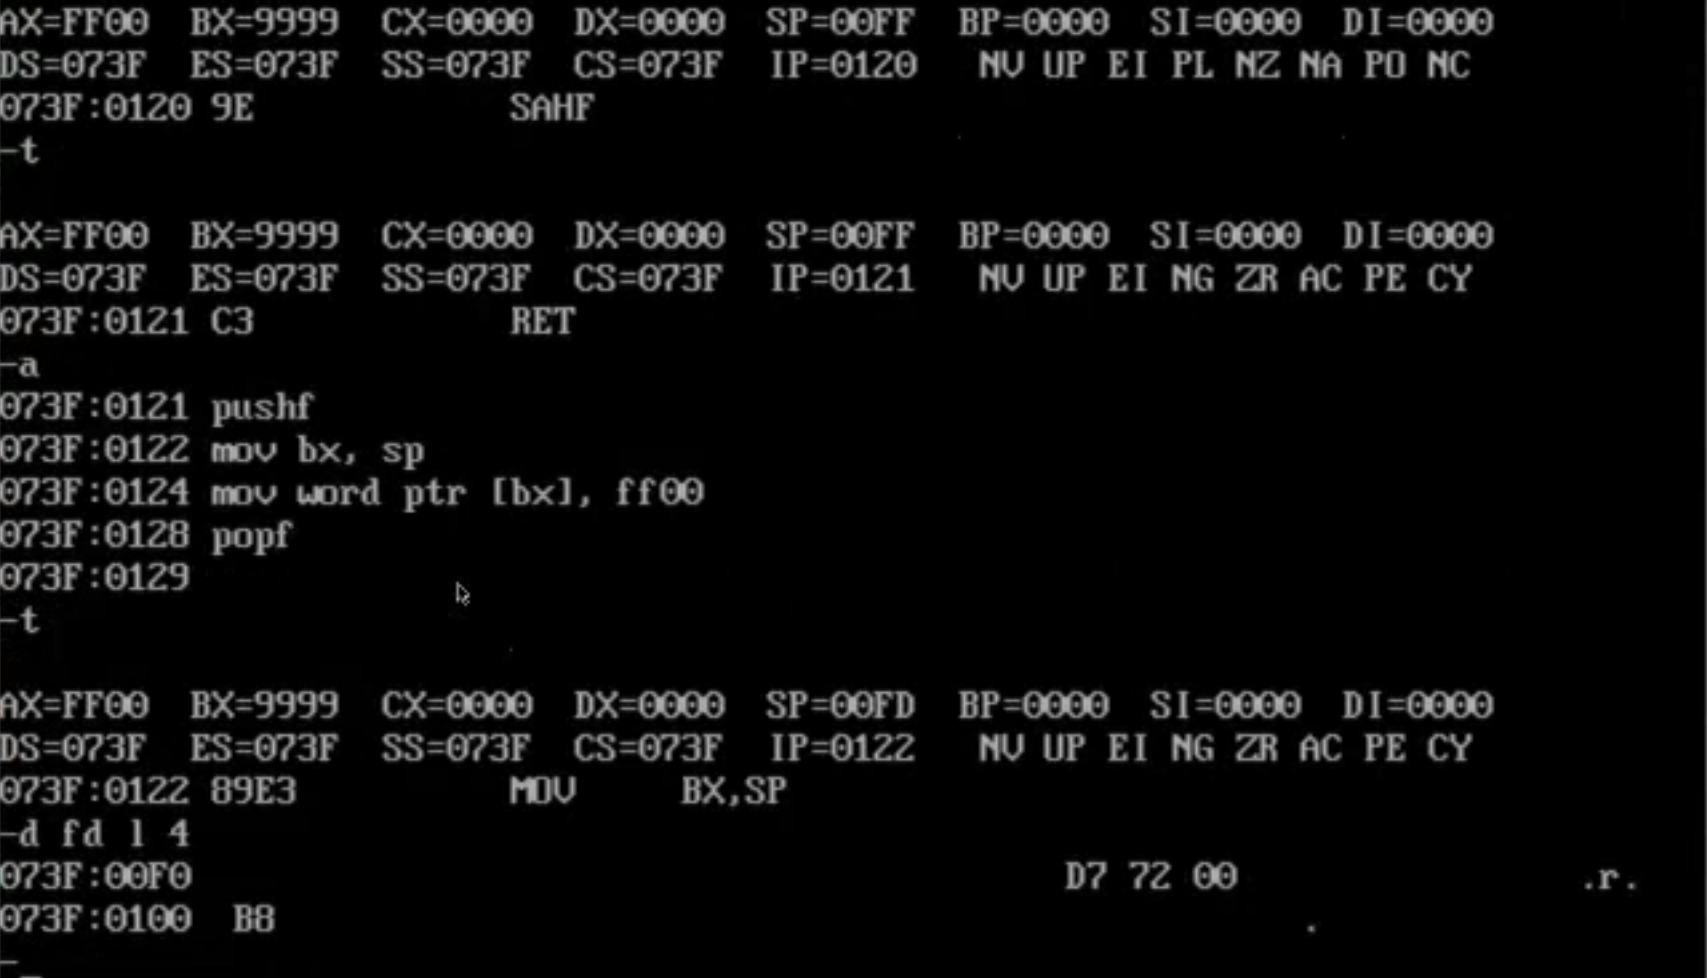 AX=FF00  BX=9999  CX=0000  DX=0000  SP=00FF  BP=0000  SI=0000  DI=0000
DS=073F  ES=073F  SS=073F  CS=073F  IP=0120   NV UP EI PL NZ NA PO NC
073F:0120 9E            SAHF
-t
AX=FF00  BX=9999  CX=0000  DX=0000  SP=00FF  BP=0000  SI=0000  DI=0000
DS=073F  ES=073F  SS=073F  CS=073F  IP=0121   NV UP EI NG ZR AC PE CY
073F:0121 C3            RET
-a
073F:0121 pushf
073F:0122 mov bx, sp
073F:0124 mov word ptr [bx], ff00
073F:0128 popf
073F:0129
-t
AX=FF00  BX=9999  CX=0000  DX=0000  SP=00FD  BP=0000  SI=0000  DI=0000
DS=073F  ES=073F  SS=073F  CS=073F  IP=0122   NV UP EI NG ZR AC PE CY
073F:0122 89E3          MOV     BX,SP
-d fd l 4
073F:00F0                                         D7 72 00                .r.
073F:0100  B8                                                .
-